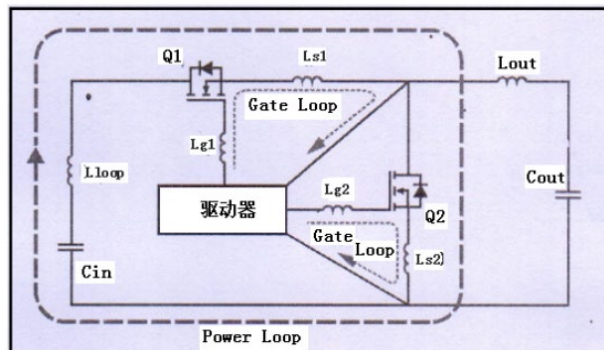 Q1
Ls1
Lout
Gate Loop
Lg1
Lloop
Lg2
Cout
驱动器
Q2
Gate
Loop
Ls2
Cin
Power Loop